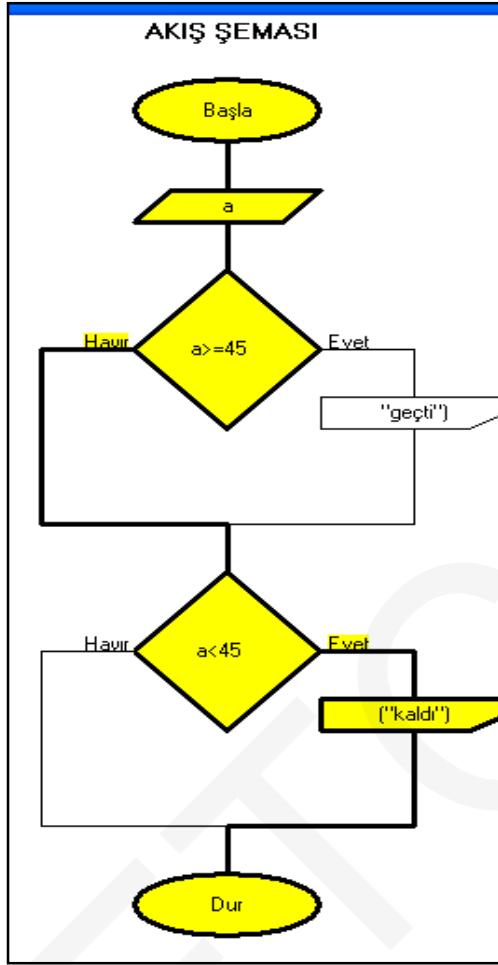 AKIŞ ŞEMASI
Başla
a
Hayır
a>=45
Evet
"geçti")
Hayır
a<45
Evet
("kaldı")
Dur